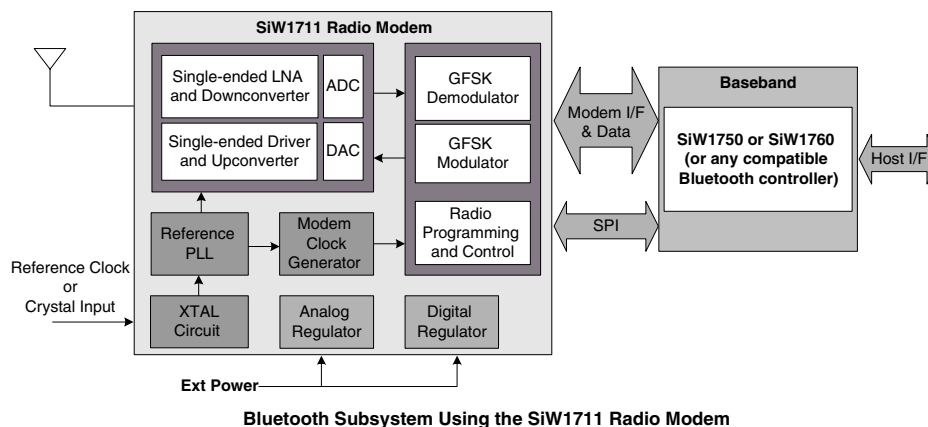 SiW1711 Radio Modem
Single-ended LNA
and Downconverter
ADC
GFSK
Demodulator
Single-ended Driver
and Upconverter
DAC
GFSK
Modulator
Modem I/F
& Data
Baseband
SiW1750 or SiW1760
(or any compatible
Bluetooth controller)
Host I/F
Reference
PLL
Modem
Clock
Generator
Radio
Programming
and Control
SPI
Reference Clock
or
Crystal Input
XTAL
Circuit
Analog
Regulator
Digital
Regulator
Ext Power
Bluetooth Subsystem Using the SiW1711 Radio Modem